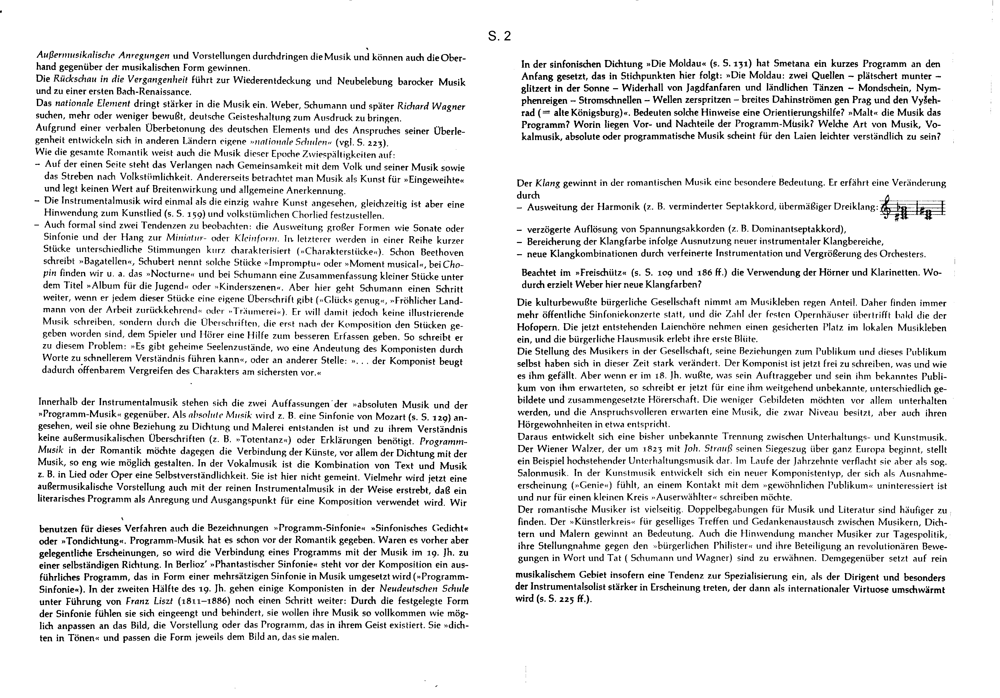 S. 2
Außermusikalische Anregungen und Vorstellungen durchdringen die Musik und können auch die Ober-
hand gegenüber der musikalischen Form gewinnen.
Die Rückschau in die Vergangenheit führt zur Wiederentdeckung und Neubelebung barocker Musik
und zu einer ersten Bach-Renaissance.
Das nationale Element dringt stärker in die Musik ein. Weber, Schumann und später Richard Wagner
suchen, mehr oder weniger bewußt, deutsche Geisteshaltung zum Ausdruck zu bringen.
Aufgrund einer verbalen Überbetonung des deutschen Elements und des Anspruches seiner Überle-
genheit entwickeln sich in anderen Ländern eigene »nationale Schulen« (vgl. S. 223).
Wie die gesamte Romantik weist auch die Musik dieser Epoche Zwiespältigkeiten auf:
– Auf der einen Seite steht das Verlangen nach Gemeinsamkeit mit dem Volk und seiner Musik sowie
das Streben nach Volkstümlichkeit. Andererseits betrachtet man Musik als Kunst für »Eingeweihte«
und legt keinen Wert auf Breitenwirkung und allgemeine Anerkennung.
– Die Instrumentalmusik wird einmal als die einzig wahre Kunst angesehen, gleichzeitig ist aber eine
Hinwendung zum Kunstlied (s. S. 159) und volkstümlichen Chorlied festzustellen.
– Auch formal sind zwei Tendenzen zu beobachten: die Ausweitung großer Formen wie Sonate oder
Sinfonie und der Hang zur Miniatur- oder Kleinform. In letzterer werden in einer Reihe kurzer
Stücke unterschiedliche Stimmungen kurz charakterisiert (»Charakterstücke«). Schon Beethoven
schreibt »Bagatellen«, Schubert nennt solche Stücke »Impromptu« oder »Moment musical«, bei Cho-
pin finden wir u. a. das »Nocturne« und bei Schumann eine Zusammenfassung kleiner Stücke unter
dem Titel »Album für die Jugend« oder »Kinderszenen«. Aber hier geht Schumann einen Schritt
weiter, wenn er jedem dieser Stücke eine eigene Überschrift gibt (»Glücks genug«, »Fröhlicher Land-
mann von der Arbeit zurückkehrend« oder »Träumerei«). Er will damit jedoch keine illustrierende
Musik schreiben, sondern durch die Überschriften, die erst nach der Komposition den Stücken ge-
geben worden sind, dem Spieler und Hörer eine Hilfe zum besseren Erfassen geben. So schreibt er
zu diesem Problem: »Es gibt geheime Seelenzustände, wo eine Andeutung des Komponisten durch
Worte zu schnellerem Verständnis führen kann«, oder an anderer Stelle: ». . . der Komponist beugt
dadurch offenbarem Vergreifen des Charakters am sichersten vor.«
Innerhalb der Instrumentalmusik stehen sich die zwei Auffassungen der »absoluten Musik und der
»Programm-Musik« gegenüber. Als absolute Musik wird z. B. eine Sinfonie von Mozart (s. S. 129) an-
gesehen, weil sie ohne Beziehung zu Dichtung und Malerei entstanden ist und zu ihrem Verständnis
keine außermusikalischen Überschriften (z. B. »Totentanz«) oder Erklärungen benötigt. Programm-
Musik in der Romantik möchte dagegen die Verbindung der Künste, vor allem der Dichtung mit der
Musik, so eng wie möglich gestalten. In der Vokalmusik ist die Kombination von Text und Musik
z. B. in Lied oder Oper eine Selbstverständlichkeit. Sie ist hier nicht gemeint. Vielmehr wird jetzt eine
außermusikalische Vorstellung auch mit der reinen Instrumentalmusik in der Weise erstrebt, daß ein
literarisches Programm als Anregung und Ausgangspunkt für eine Komposition verwendet wird. Wir
benutzen für dieses Verfahren auch die Bezeichnungen »Programm-Sinfonie« »Sinfonisches Gedicht«
oder »Tondichtung«. Programm-Musik hat es schon vor der Romantik gegeben. Waren es vorher aber
gelegentliche Erscheinungen, so wird die Verbindung eines Programms mit der Musik im 19. Jh. zu
einer selbständigen Richtung. In Berlioz' »Phantastischer Sinfonie« steht vor der Komposition ein aus-
führliches Programm, das in Form einer mehrsätzigen Sinfonie in Musik umgesetzt wird (»Programm-
Sinfonie«). In der zweiten Hälfte des 19. Jh. gehen einige Komponisten in der Neudeutschen Schule
unter Führung von Franz Liszt (1811–1886) noch einen Schritt weiter: Durch die festgelegte Form
der Sinfonie fühlen sie sich eingeengt und behindert, sie wollen ihre Musik so vollkommen wie mög-
lich anpassen an das Bild, die Vorstellung oder das Programm, das in ihrem Geist existiert. Sie »dich-
ten in Tönen« und passen die Form jeweils dem Bild an, das sie malen.
In der sinfonischen Dichtung »Die Moldau« (s. S. 131) hat Smetana ein kurzes Programm an den
Anfang gesetzt, das in Stichpunkten hier folgt: »Die Moldau: zwei Quellen – plätschert munter –
glitzert in der Sonne – Widerhall von Jagdfanfaren und ländlichen Tänzen – Mondschein, Nym-
phenreigen – Stromschnellen – Wellen zerspritzen – breites Dahinströmen gen Prag und den Vyšeh-
rad (= alte Königsburg)«. Bedeuten solche Hinweise eine Orientierungshilfe? »Malt« die Musik das
Programm? Worin liegen Vor- und Nachteile der Programm-Musik? Welche Art von Musik, Vo-
kalmusik, absolute oder programmatische Musik scheint für den Laien leichter verständlich zu sein?
Der Klang gewinnt in der romantischen Musik eine besondere Bedeutung. Er erfährt eine Veränderung
durch
– Ausweitung der Harmonik (z. B. verminderter Septakkord, übermäßiger Dreiklang:
– verzögerte Auflösung von Spannungsakkorden (z. B. Dominantseptakkord),
– Bereicherung der Klangfarbe infolge Ausnutzung neuer instrumentaler Klangbereiche,
– neue Klangkombinationen durch verfeinerte Instrumentation und Vergrößerung des Orchesters.
Beachtet im »Freischütz« (s. S. 109 und 186 ff.) die Verwendung der Hörner und Klarinetten. Wo-
durch erzielt Weber hier neue Klangfarben?
Die kulturbewußte bürgerliche Gesellschaft nimmt am Musikleben regen Anteil. Daher finden immer
mehr öffentliche Sinfoniekonzerte statt, und die Zahl der festen Opernhäuser übertrifft bald die der
Hofopern. Die jetzt entstehenden Laienchöre nehmen einen gesicherten Platz im lokalen Musikleben
ein, und die bürgerliche Hausmusik erlebt ihre erste Blüte.
Die Stellung des Musikers in der Gesellschaft, seine Beziehungen zum Publikum und dieses Publikum
selbst haben sich in dieser Zeit stark verändert. Der Komponist ist jetzt frei zu schreiben, was und wie
es ihm gefällt. Aber wenn er im 18. Jh. wußte, was sein Auftraggeber und sein ihm bekanntes Publi-
kum von ihm erwarteten, so schreibt er jetzt für eine ihm weitgehend unbekannte, unterschiedlich ge-
bildete und zusammengesetzte Hörerschaft. Die weniger Gebildeten möchten vor allem unterhalten
werden, und die Anspruchsvolleren erwarten eine Musik, die zwar Niveau besitzt, aber auch ihren
Hörgewohnheiten in etwa entspricht.
Daraus entwickelt sich eine bisher unbekannte Trennung zwischen Unterhaltungs- und Kunstmusik.
Der Wiener Walzer, der um 1823 mit Joh. Strauß seinen Siegeszug über ganz Europa beginnt, stellt
ein Beispiel hochstehender Unterhaltungsmusik dar. Im Laufe der Jahrzehnte verflacht sie aber als sog.
Salonmusik. In der Kunstmusik entwickelt sich ein neuer Komponistentyp, der sich als Ausnahme-
erscheinung (»Genie«) fühlt, an einem Kontakt mit dem »gewöhnlichen Publikum« uninteressiert ist
und nur für einen kleinen Kreis »Auserwählter« schreiben möchte.
Der romantische Musiker ist vielseitig. Doppelbegabungen für Musik und Literatur sind häufiger zu
finden. Der »Künstlerkreis« für geselliges Treffen und Gedankenaustausch zwischen Musikern, Dich-
tern und Malern gewinnt an Bedeutung. Auch die Hinwendung mancher Musiker zur Tagespolitik,
ihre Stellungnahme gegen den »bürgerlichen Philister« und ihre Beteiligung an revolutionären Bewe-
gungen in Wort und Tat ( Schumann und Wagner) sind zu erwähnen. Demgegenüber setzt auf rein
musikalischem Gebiet insofern eine Tendenz zur Spezialisierung ein, als der Dirigent und besonders
der Instrumentalsolist stärker in Erscheinung treten, der dann als internationaler Virtuose umschwärmt
wird (s. S. 225 ff.).